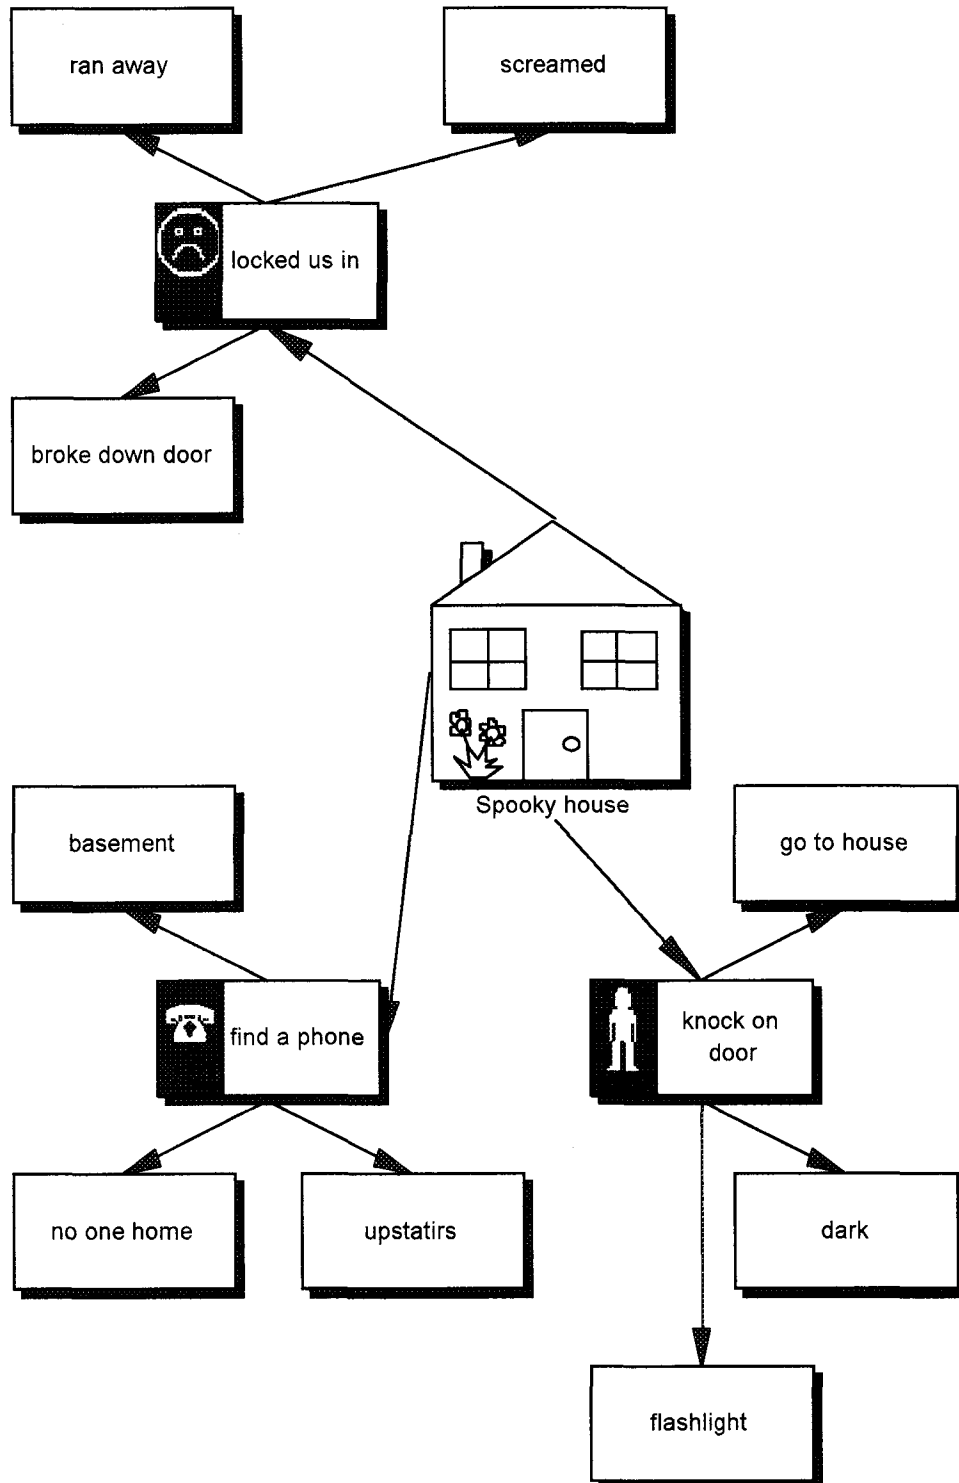 ran away
screamed
locked us in
broke down door
Spooky house
basement
go to house
find a phone
knock on
door
no one home
upstatirs
dark
flashlight